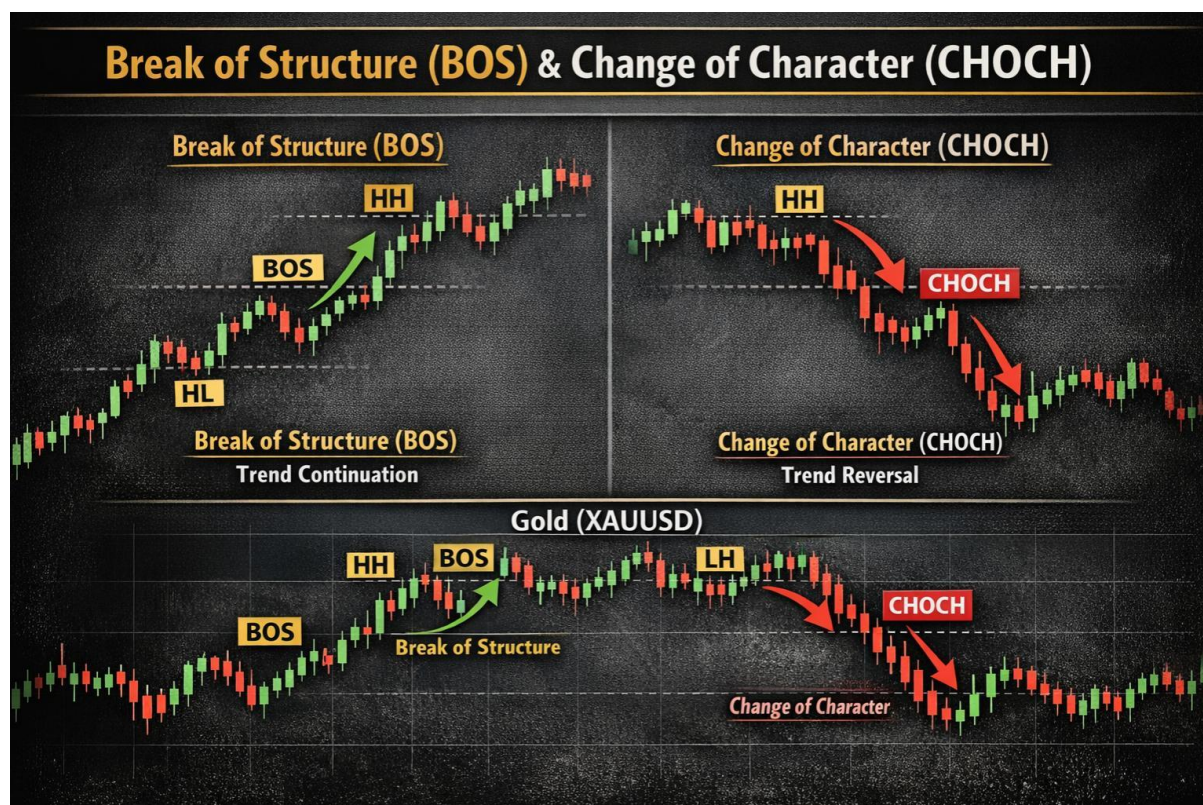 Break of Structure (BOS) & Change of Character (CHOCH)
Break of Structure (BOS)
HH
BOS
HL
Break of Structure (BOS)
Trend Continuation
Change of Character (CHOCH)
HH
CHOCH
Change of Character (CHOCH)
Trend Reversal
Gold (XAUUSD)
HH
BOS
LH
BOS
CHOCH
Break of Structure
Change of Character